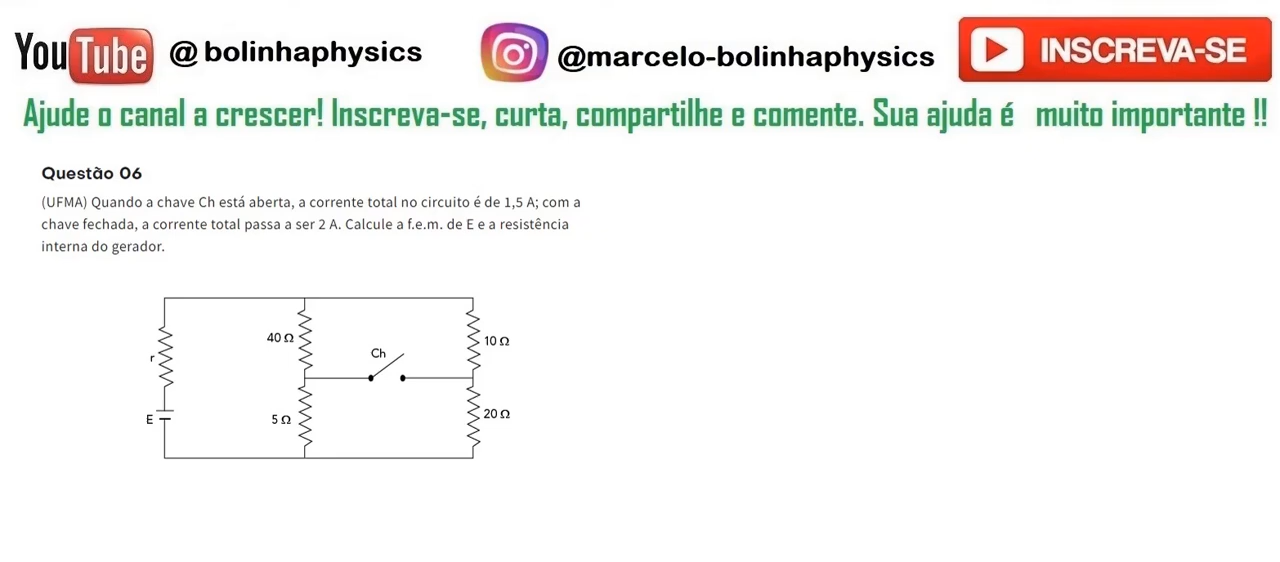 YouTube @bolinhaphysics @marcelo-bolinhaphysics INSCREVA-SE
Ajude o canal a crescer! Inscreva-se, curta, compartilhe e comente. Sua ajuda é muito importante !!
Questão 06
(UFMA) Quando a chave Ch está aberta, a corrente total no circuito é de 1,5 A; com a
chave fechada, a corrente total passa a ser 2 A. Calcule a f.e.m. de E e a resistência
interna do gerador.
40 Ω
10 Ω
Ch
r
E
5 Ω
20 Ω